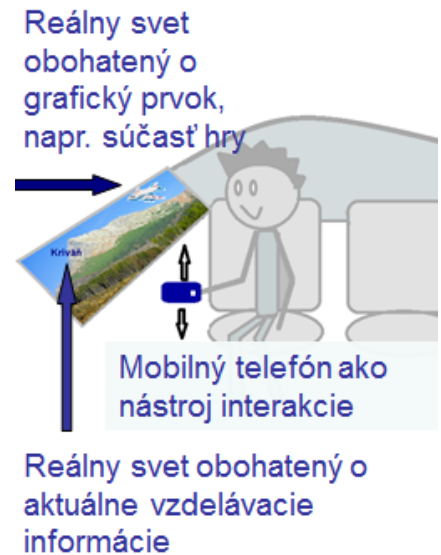 Reálny svet
obohatený o
grafický prvok,
napr. súčasť hry
Kriváň
Mobilný telefón ako
nástroj interakcie
Reálny svet obohatený o
aktuálne vzdelávacie
informácie